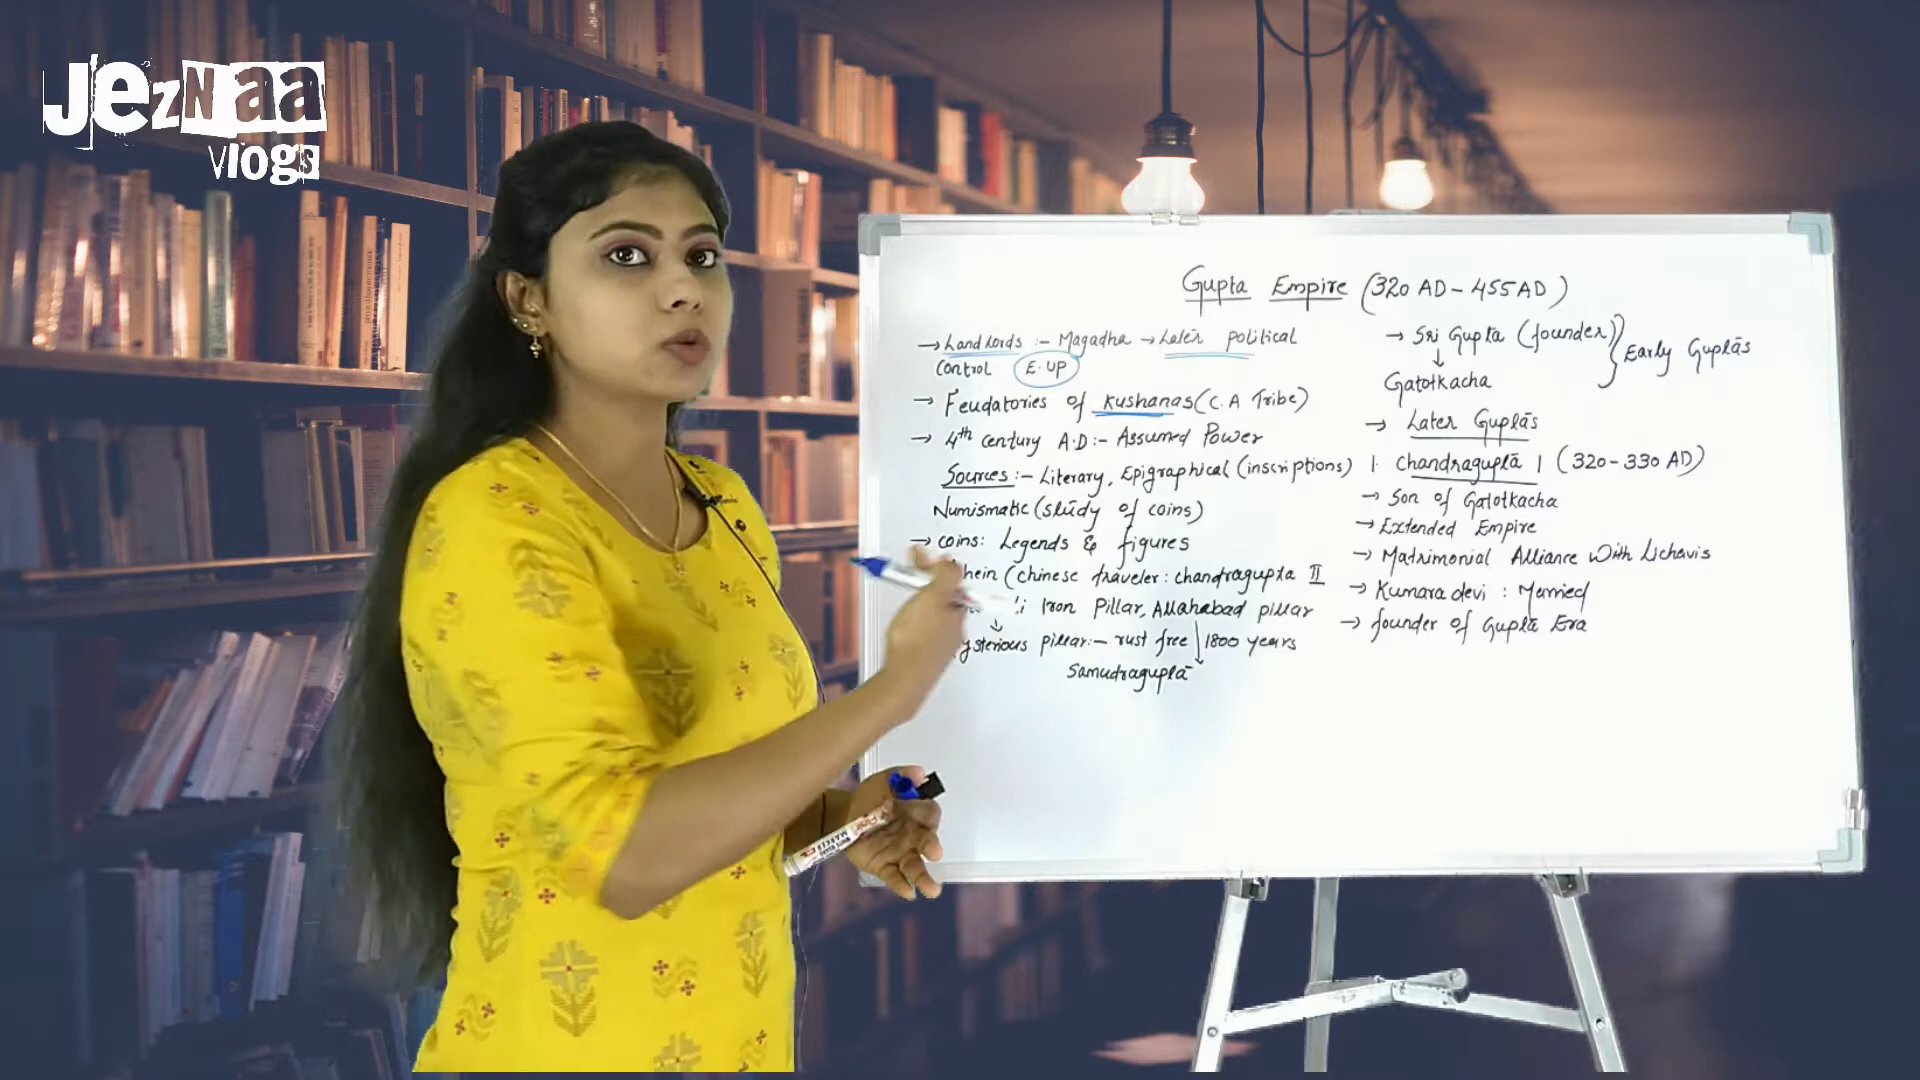 Jeznaa
Vlogs
Gupta Empire (320 AD - 455 AD)
→ Land lords :- Magadha → Later political
Control E.UP
→ Feudatories of Kushanas (C.A Tribe)
→ 4th century A.D :- Assumed Power
Sources :- Literary, Epigraphical (inscriptions)
Numismatic (study of coins)
→ coins: Legends & figures
hein (chinese traveler : chandragupta II
Iron Pillar, Allahabad pillar
↓
pillar:- rust free 1800 years
Samudragupta
→ Sri Gupta (founder) } Early Guptas
↓
Gatotkacha
→ Later Guptas
1. Chandragupta I (320-330 AD)
→ Son of Gatotkacha
→ Extended Empire
→ Matrimonial Alliance With Lichavis
→ Kumara devi : Married
→ founder of Gupta Era